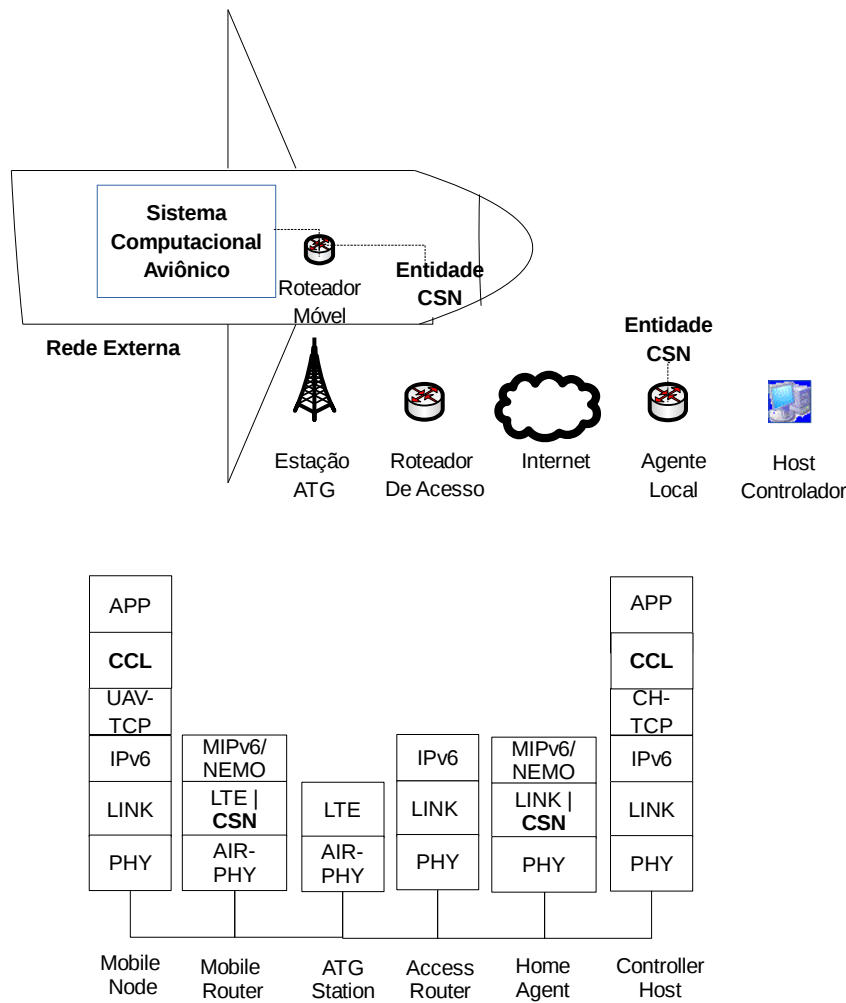 Sistema
Computacional
Aviônico
Roteador
Móvel
Entidade
CSN
Rede Externa
Entidade
CSN
Estação
ATG
Roteador
De Acesso
Internet
Agente
Local
Host
Controlador
APP
CCL
UAV-
TCP
IPv6
LINK
PHY
MIPv6/
NEMO
LTE |
CSN
AIR-
PHY
LTE
AIR-
PHY
IPv6
LINK
PHY
MIPv6/
NEMO
LINK |
CSN
PHY
APP
CCL
CH-
TCP
IPv6
LINK
PHY
Mobile
Node
Mobile
Router
ATG
Station
Access
Router
Home
Agent
Controller
Host